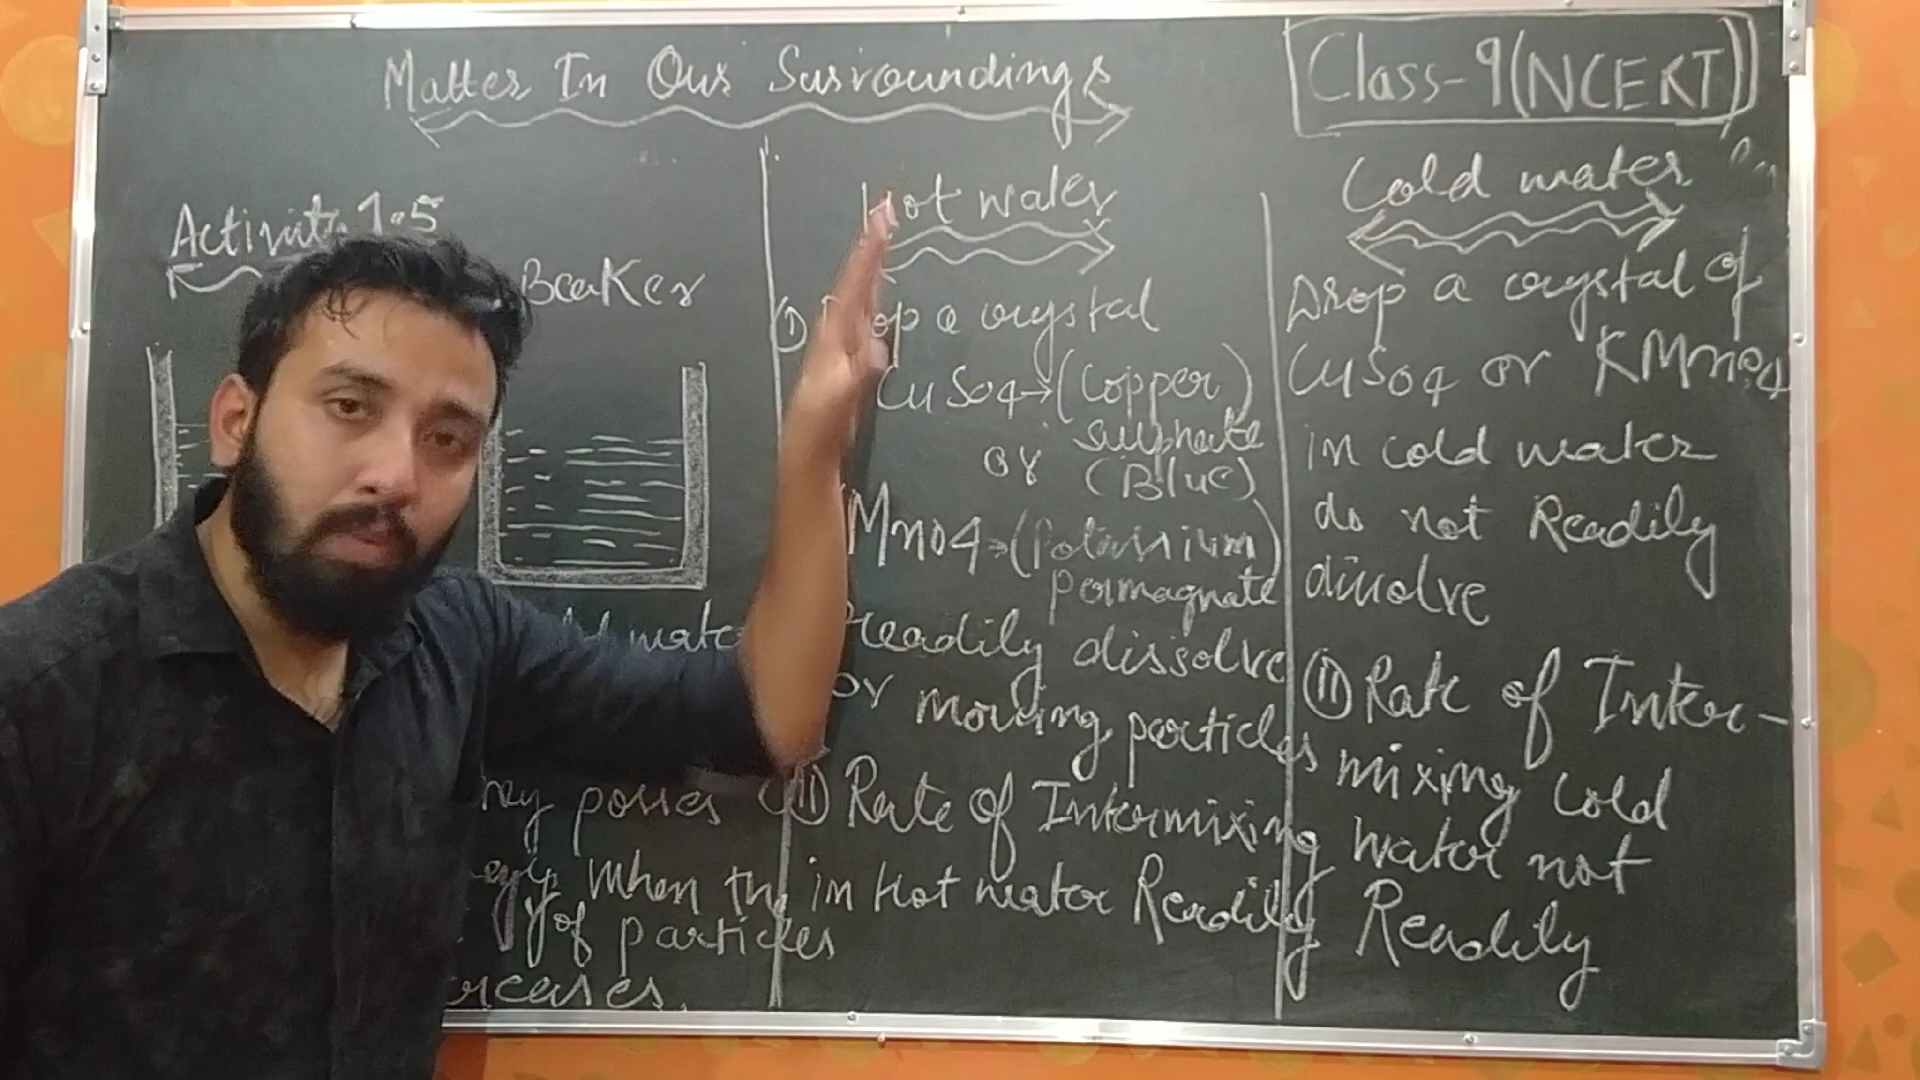 Matter In Our Surroundings
Class-9(NCERT)
Activity 1.5
Beaker
when the
of particles
Hot water
(I) Drop a crystal
CuSO4→(Copper
sulphate
or
(Blue)
MnO4→(Potassium)
permagnate
Readily dissolve
or moving particles
(II) Rate of Intermixing
in Hot water Readily
Cold water
Drop a crystal of
CuSO4 or KMnO4
in cold water
do not Readily
dissolve
(II) Rate of Inter-
mixing cold
water not
Readily